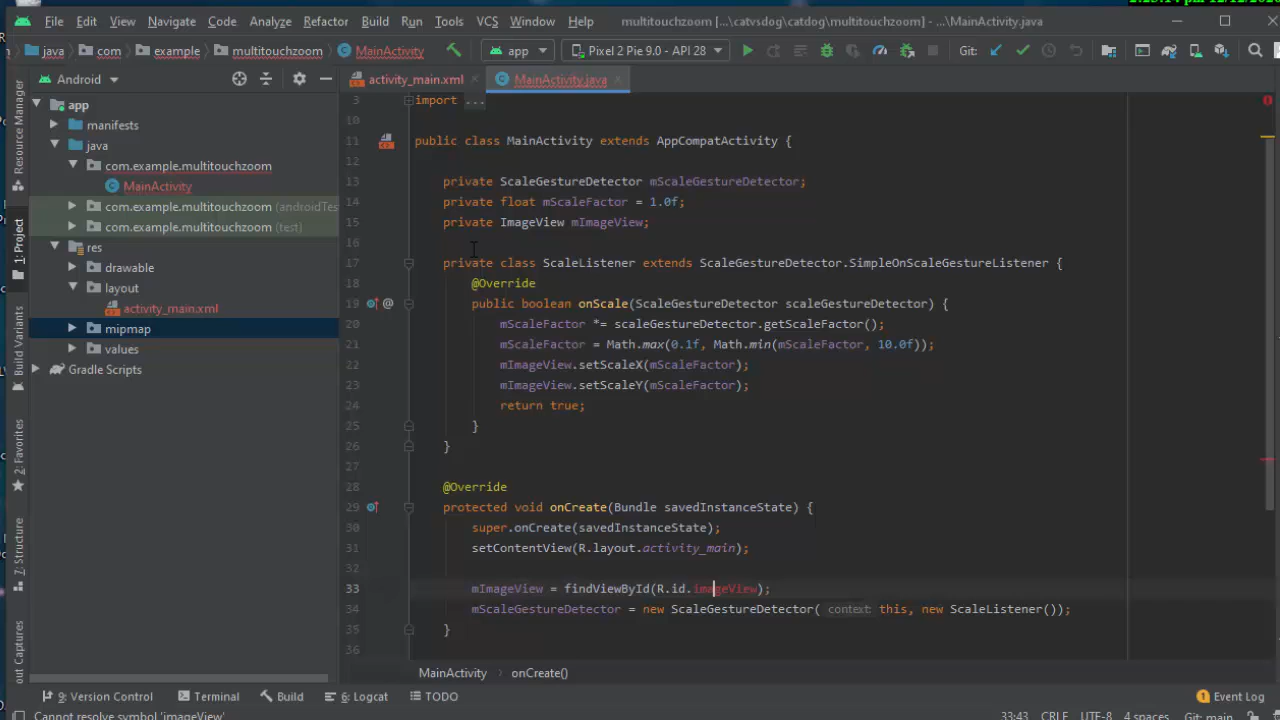 File Edit View Navigate Code Analyze Refactor Build Run Tools VCS Window Help multitouchzoom [...\catvsdog\catdog\multitouchzoom] - ...\MainActivity.java
java com example multitouchzoom MainActivity app Pixel 2 Pie 9.0 - API 28 Git:
Android activity_main.xml MainActivity.java
app
manifests
java
com.example.multitouchzoom
MainActivity
com.example.multitouchzoom (androidTes
com.example.multitouchzoom (test)
res
drawable
layout
activity_main.xml
mipmap
values
Gradle Scripts
Resource Manager
1: Project
Build Variants
2: Favorites
7: Structure
out Captures
3 import ...
10
11 public class MainActivity extends AppCompatActivity {
12
13 private ScaleGestureDetector mScaleGestureDetector;
14 private float mScaleFactor = 1.0f;
15 private ImageView mImageView;
16
17 private class ScaleListener extends ScaleGestureDetector.SimpleOnScaleGestureListener {
18 @Override
19 @ public boolean onScale(ScaleGestureDetector scaleGestureDetector) {
20 mScaleFactor *= scaleGestureDetector.getScaleFactor();
21 mScaleFactor = Math.max(0.1f, Math.min(mScaleFactor, 10.0f));
22 mImageView.setScaleX(mScaleFactor);
23 mImageView.setScaleY(mScaleFactor);
24 return true;
25 }
26 }
27
28 @Override
29 protected void onCreate(Bundle savedInstanceState) {
30 super.onCreate(savedInstanceState);
31 setContentView(R.layout.activity_main);
33 mImageView = findViewById(R.id.imageView);
34 mScaleGestureDetector = new ScaleGestureDetector( context: this, new ScaleListener());
35 }
36
MainActivity > onCreate()
9: Version Control Terminal Build 6: Logcat TODO 1 Event Log
Cannot resolve symbol 'imageView' 33:43 CRLF UTF-8 4 spaces Git: main